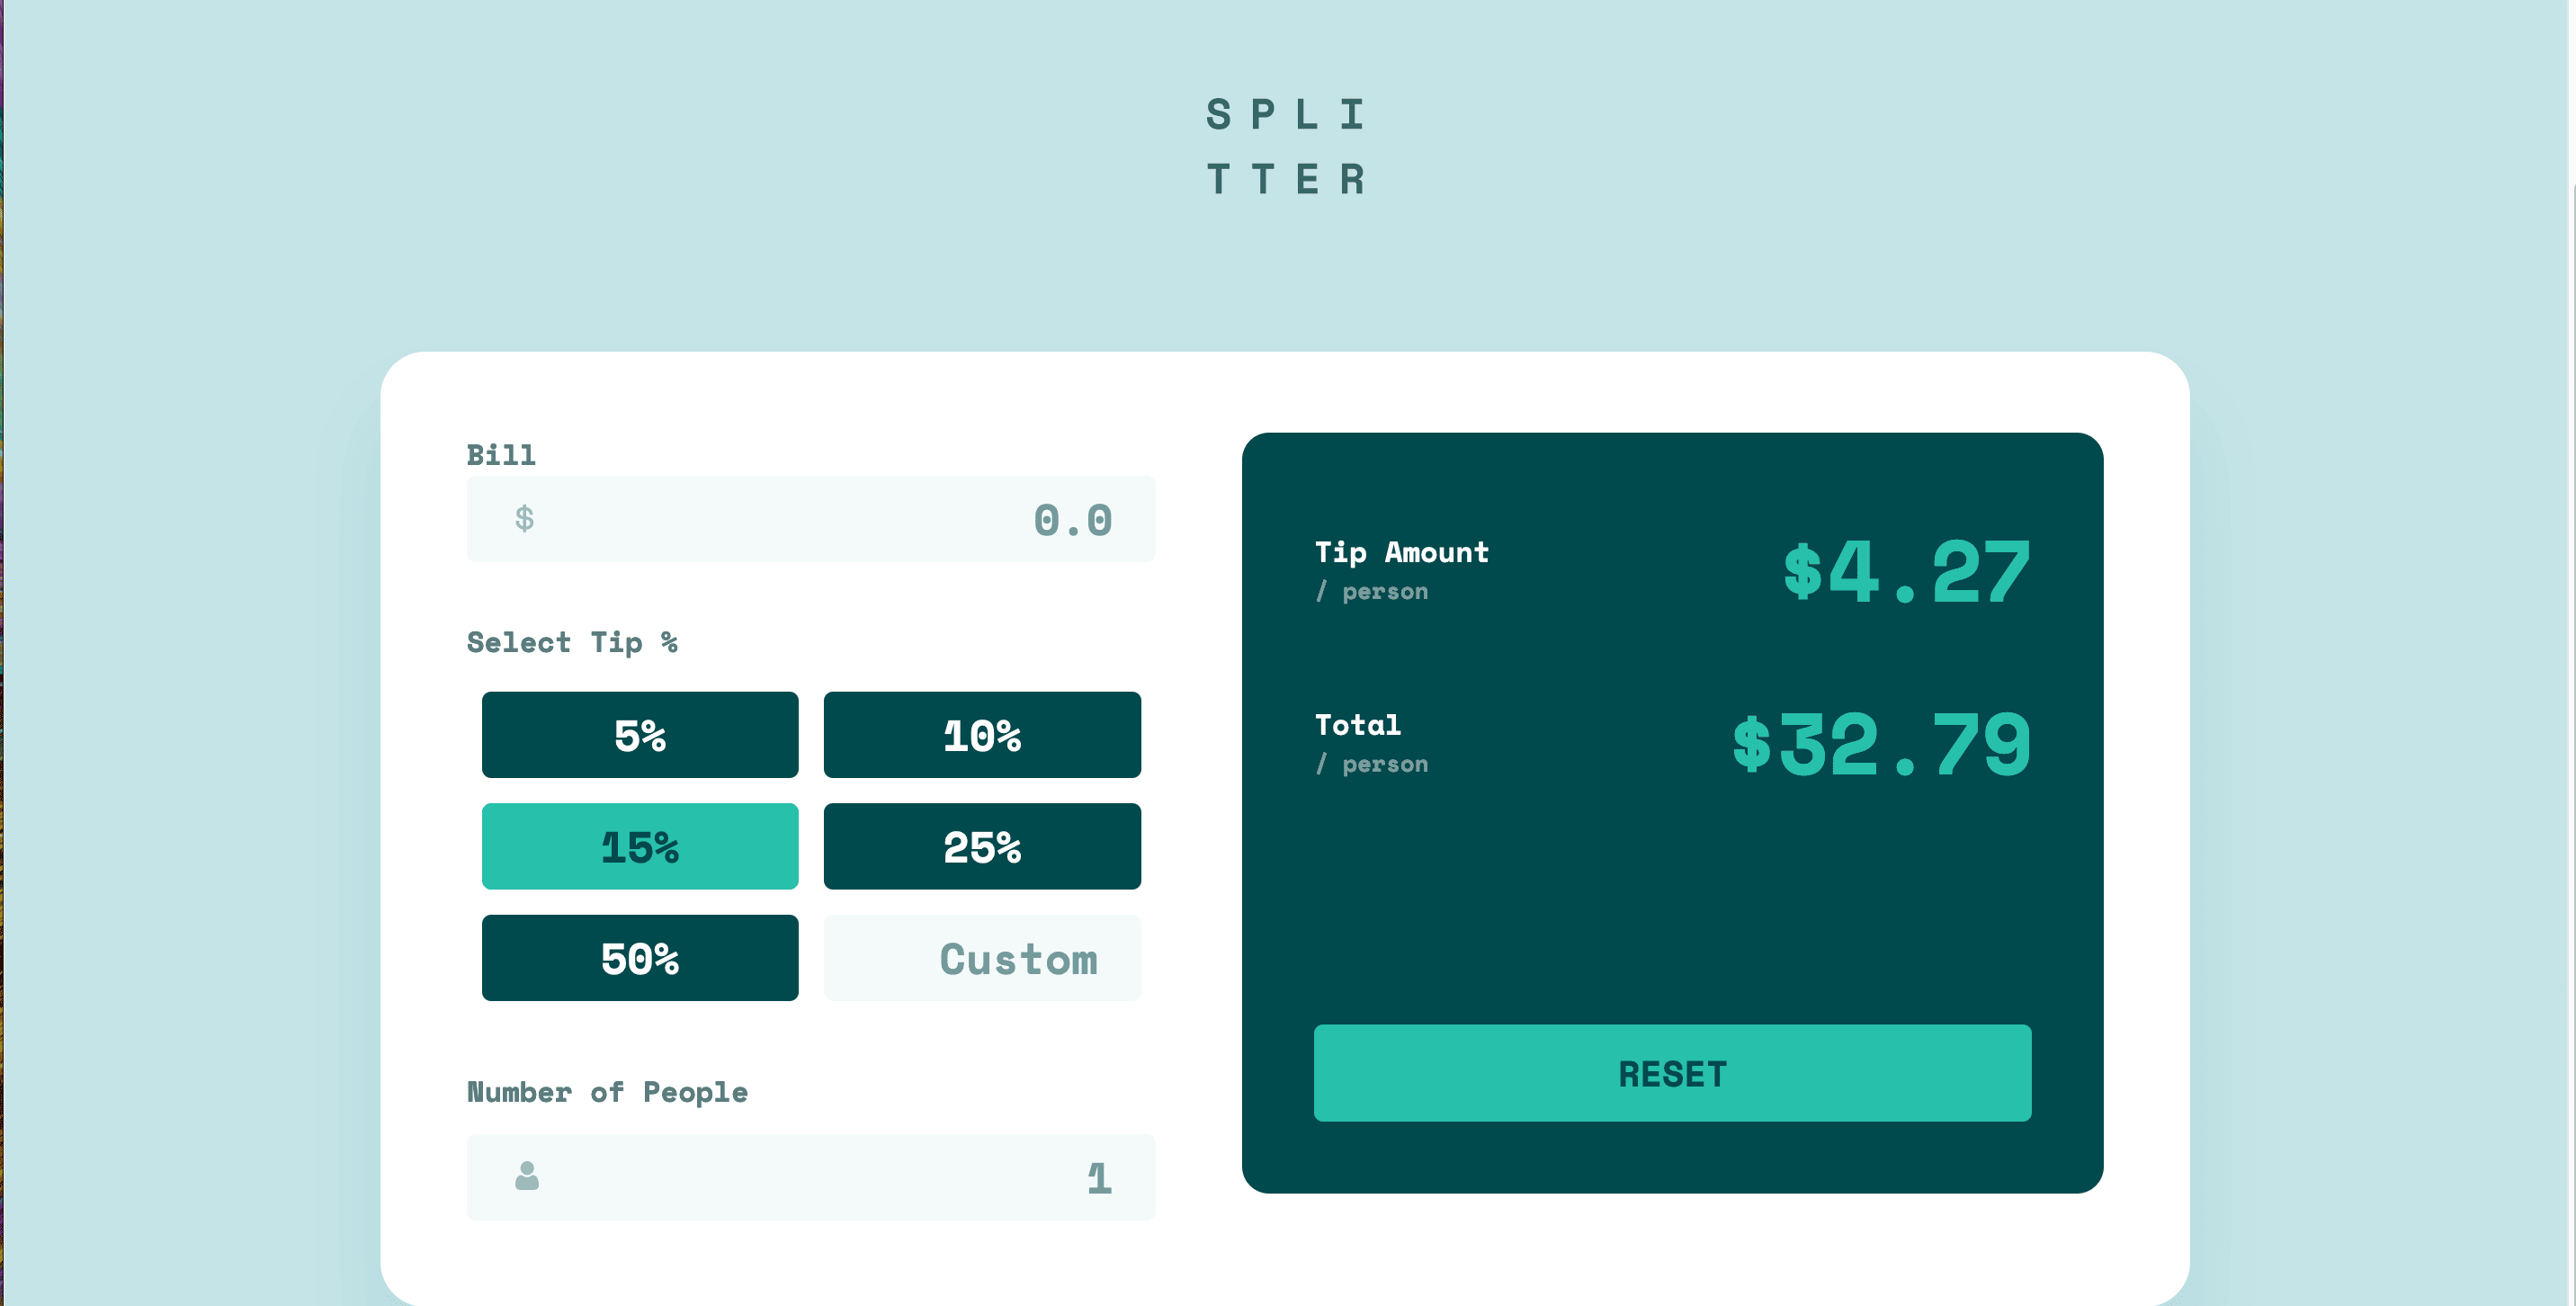 S P L I
T T E R
Bill
$ 0.0
Select Tip %
5% 10%
15% 25%
50% Custom
Number of People
1
Tip Amount
/ person
$4.27
Total
/ person
$32.79
RESET